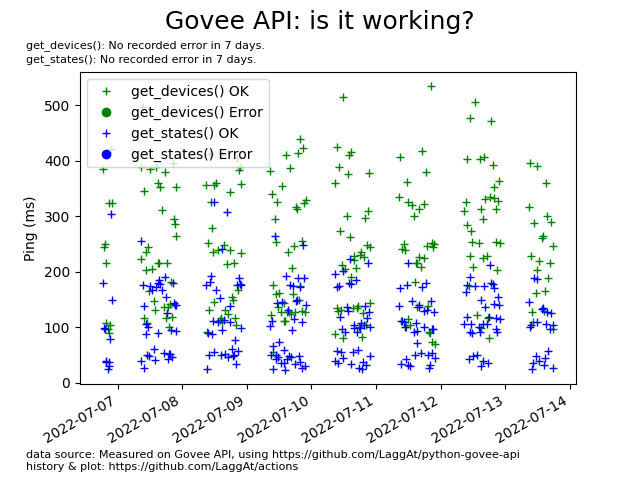 Govee API: is it working?
get_devices(): No recorded error in 7 days.
get_states(): No recorded error in 7 days.
get_devices() OK
get_devices() Error
get_states() OK
get_states() Error
Ping (ms)
500
400
300
200
100
0
2022-07-07
2022-07-08
2022-07-09
2022-07-10
2022-07-11
2022-07-12
2022-07-13
2022-07-14
data source: Measured on Govee API, using https://github.com/LaggAt/python-govee-api
history & plot: https://github.com/LaggAt/actions